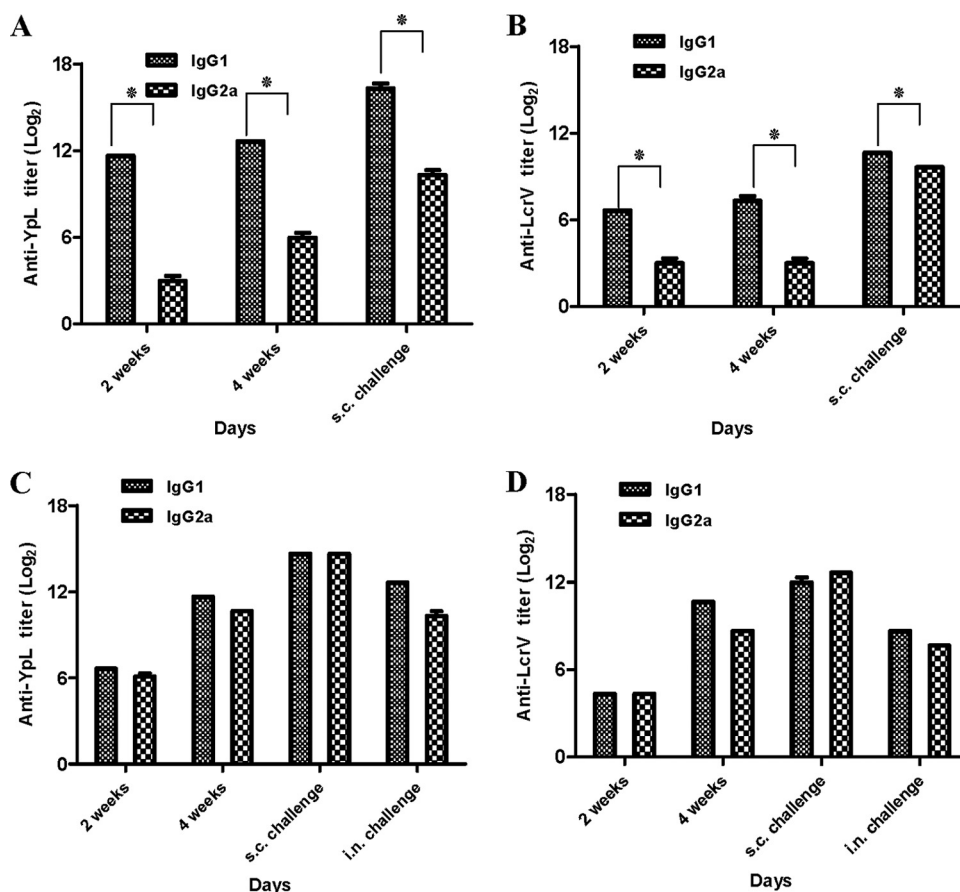 A
IgG1
IgG2a
Anti-YpL titer (Log₂)
18
12
6
0
* * *
2 weeks
4 weeks
s.c. challenge
Days
B
IgG1
IgG2a
Anti-LcrV titer (Log₂)
18
12
6
0
* * *
2 weeks
4 weeks
s.c. challenge
Days
C
IgG1
IgG2a
Anti-YpL titer (Log₂)
18
12
6
0
2 weeks
4 weeks
s.c. challenge
i.n. challenge
Days
D
IgG1
IgG2a
Anti-LcrV titer (Log₂)
18
12
6
0
2 weeks
4 weeks
s.c. challenge
i.n. challenge
Days